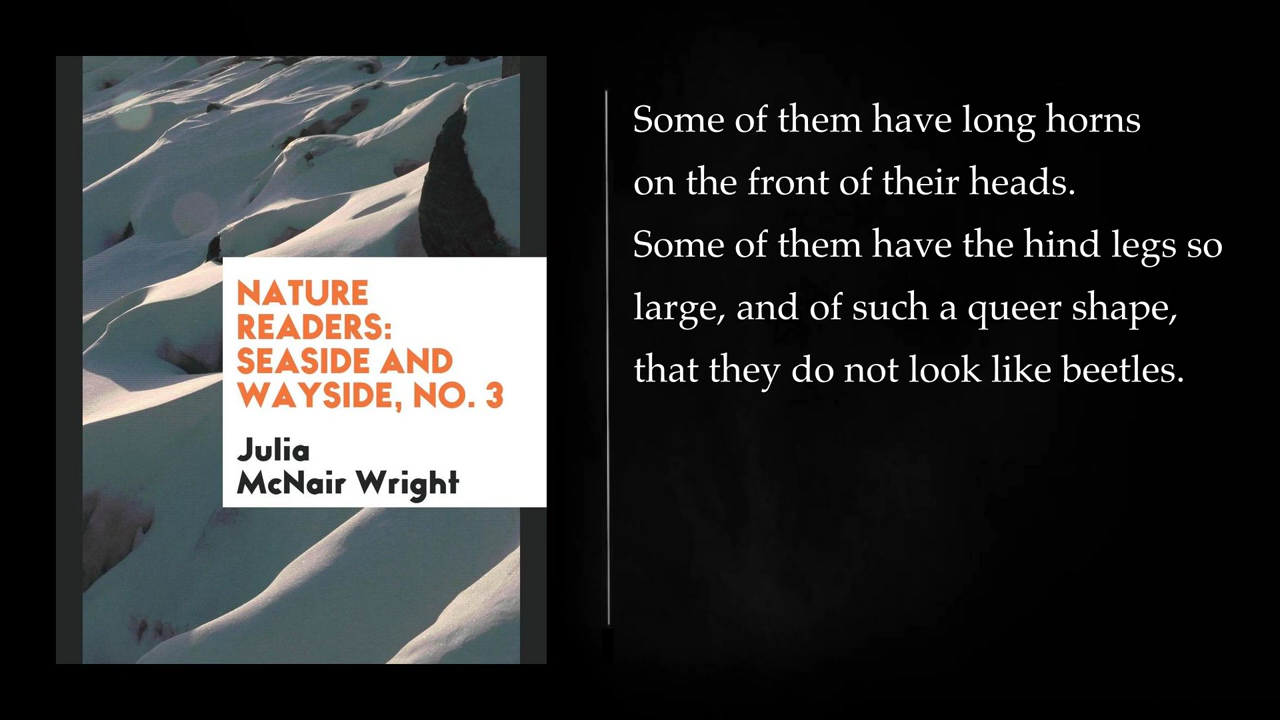 NATURE
READERS:
SEASIDE AND
WAYSIDE, NO. 3
Julia
McNair Wright
Some of them have long horns
on the front of their heads.
Some of them have the hind legs so
large, and of such a queer shape,
that they do not look like beetles.